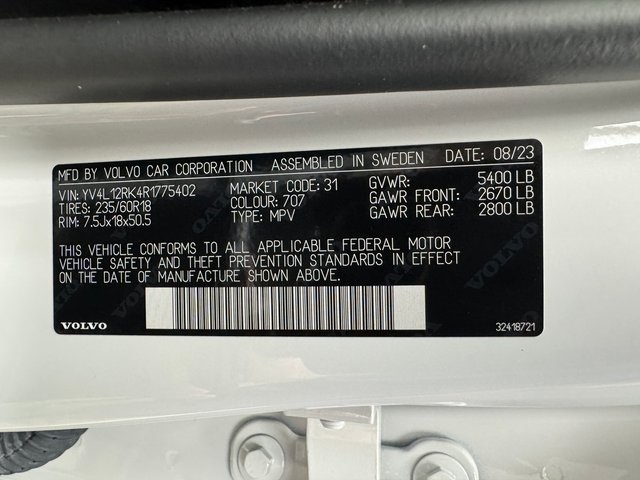 MFD BY VOLVO CAR CORPORATION ASSEMBLED IN SWEDEN DATE: 08/23
VIN: YV4L12RK4R1775402 MARKET CODE: 31 GVWR: 5400 LB
TIRES: 235/60R18 COLOUR: 707 GAWR FRONT: 2670 LB
RIM: 7.5Jx18x50.5 TYPE: MPV GAWR REAR: 2800 LB
THIS VEHICLE CONFORMS TO ALL APPLICABLE FEDERAL MOTOR
VEHICLE SAFETY AND THEFT PREVENTION STANDARDS IN EFFECT
ON THE DATE OF MANUFACTURE SHOWN ABOVE.
VOLVO 32418721